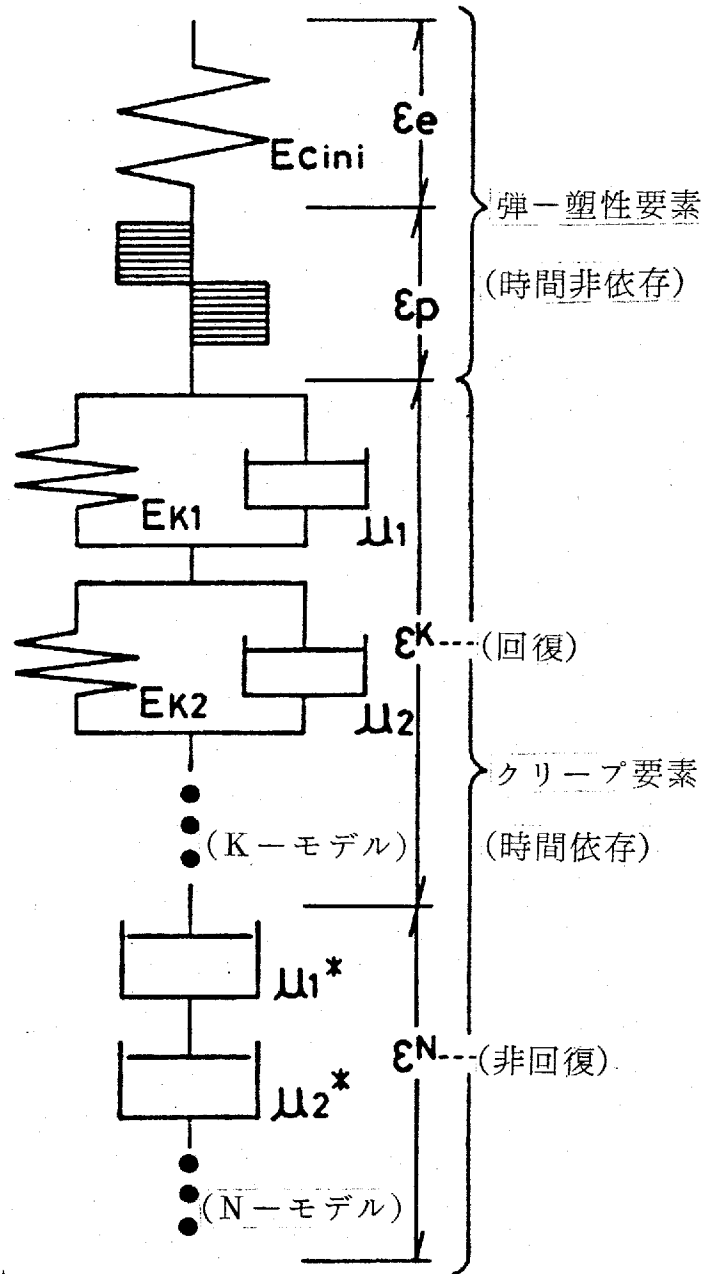 εe
Ecini
弾－塑性要素
(時間非依存)
εp
EK1
μ1
εK
(回復)
EK2
μ2
クリープ要素
(K－モデル)
(時間依存)
μ1*
εN
(非回復)
μ2*
(N－モデル)